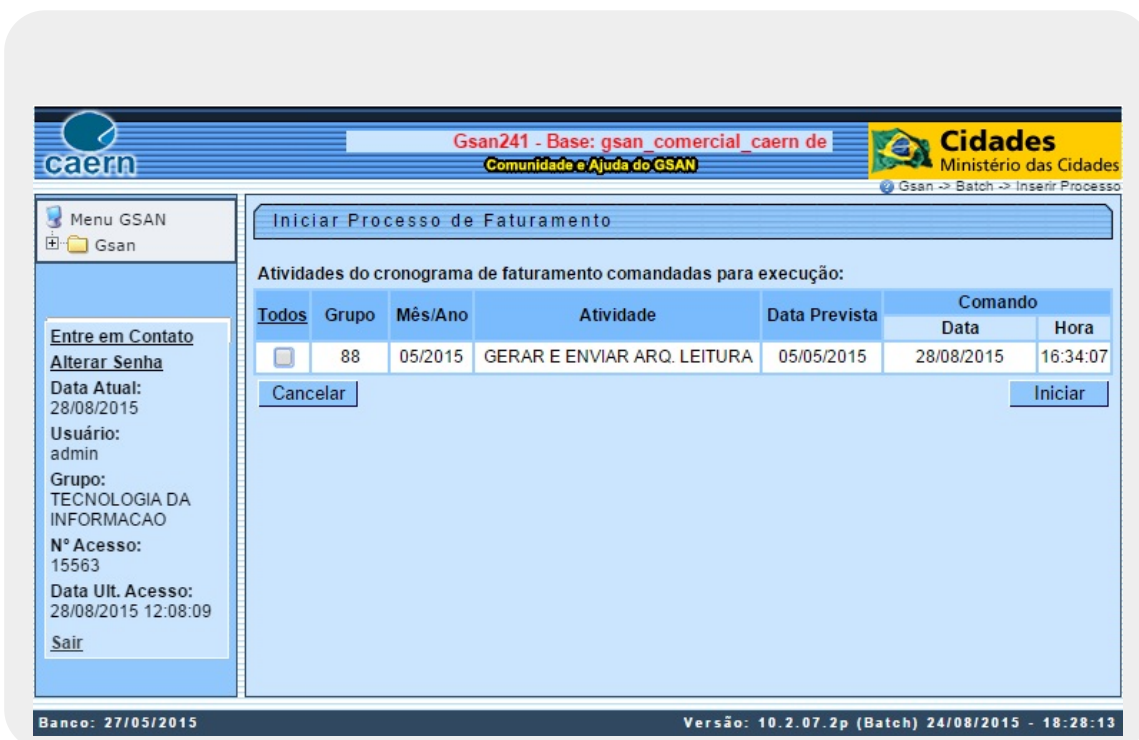 caern
Gsan241 - Base: gsan_comercial_caern de
Comunidade e Ajuda do GSAN
Cidades
Ministério das Cidades
Gsan -> Batch -> Inserir Processo
Menu GSAN
Gsan
Entre em Contato
Alterar Senha
Data Atual:
28/08/2015
Usuário:
admin
Grupo:
TECNOLOGIA DA
INFORMACAO
Nº Acesso:
15563
Data Ult. Acesso:
28/08/2015 12:08:09
Sair
Iniciar Processo de Faturamento
Atividades do cronograma de faturamento comandadas para execução:
Todos Grupo Mês/Ano Atividade Data Prevista Comando
Data Hora
88 05/2015 GERAR E ENVIAR ARQ. LEITURA 05/05/2015 28/08/2015 16:34:07
Cancelar Iniciar
Banco: 27/05/2015 Versão: 10.2.07.2p (Batch) 24/08/2015 - 18:28:13